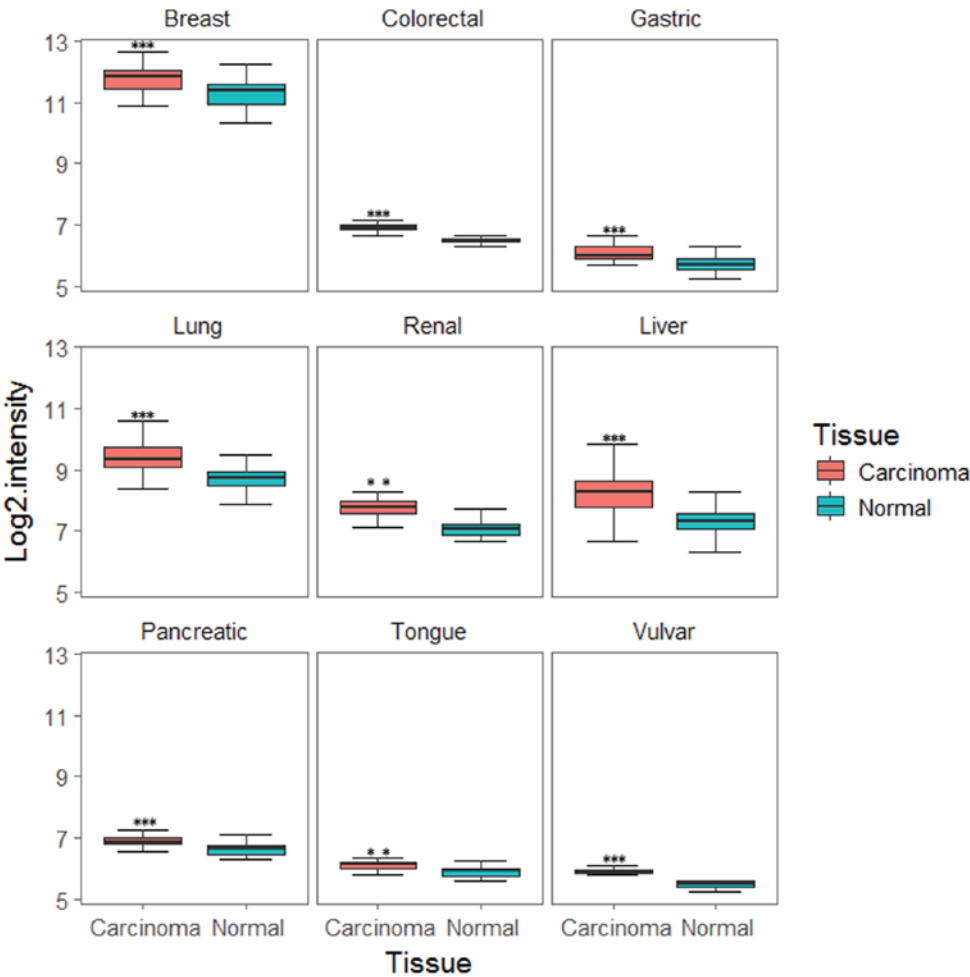 Breast Colorectal Gastric
*** 
13
11
9
7 *** ***
5
Lung Renal Liver
13
11 ***
9 * * ***
7
5
Pancreatic Tongue Vulvar
13
11
9
7 *** * * ***
5
Carcinoma Normal Carcinoma Normal Carcinoma Normal
Tissue
Log2.intensity
Tissue
Carcinoma
Normal